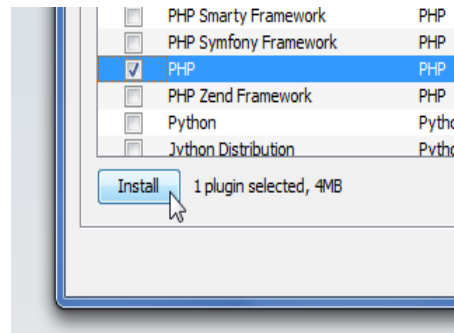 PHP Smarty Framework PHP
PHP Symfony Framework PHP
PHP PHP
PHP Zend Framework PHP
Python Pytho
Jython Distribution Pytho
Install 1 plugin selected, 4MB